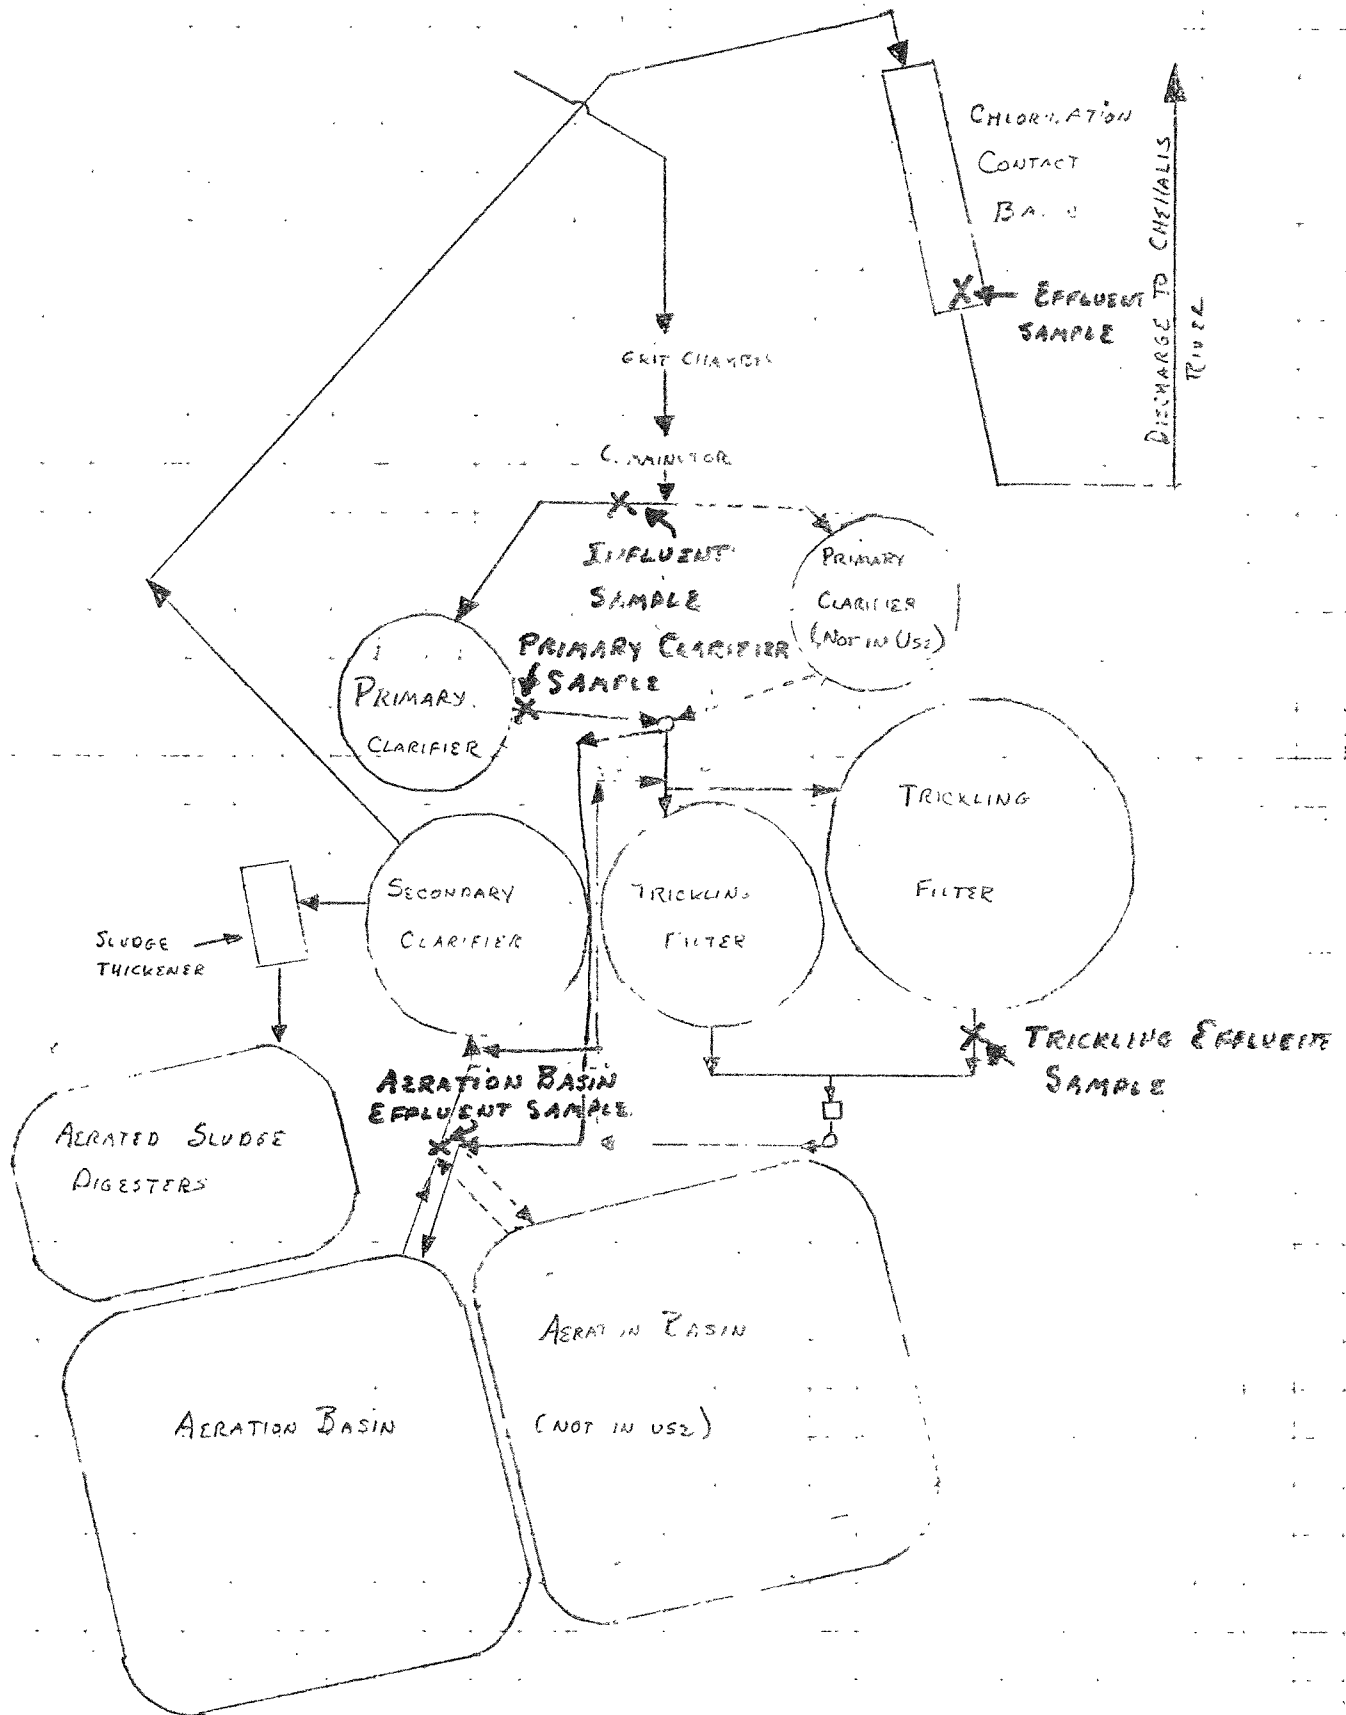 CHLORINATION
CONTACT
DISCHARGE TO CHEHALIS
RIVER
EFFLUENT
SAMPLE
GRIT CHAMBER
INFLUENT
SAMPLE
PRIMARY
CLARIFIER
(NOT IN USE)
PRIMARY CLARIFIER
SAMPLE
PRIMARY
CLARIFIER
TRICKLING
FILTER
SECONDARY
CLARIFIER
TRICKLING
FILTER
SLUDGE
THICKENER
TRICKLING
SAMPLE
AERATION BASIN
EFFLUENT SAMPLE
AERATED SLUDGE
DIGESTERS
AERATION BASIN
(NOT IN USE)
AERATION BASIN